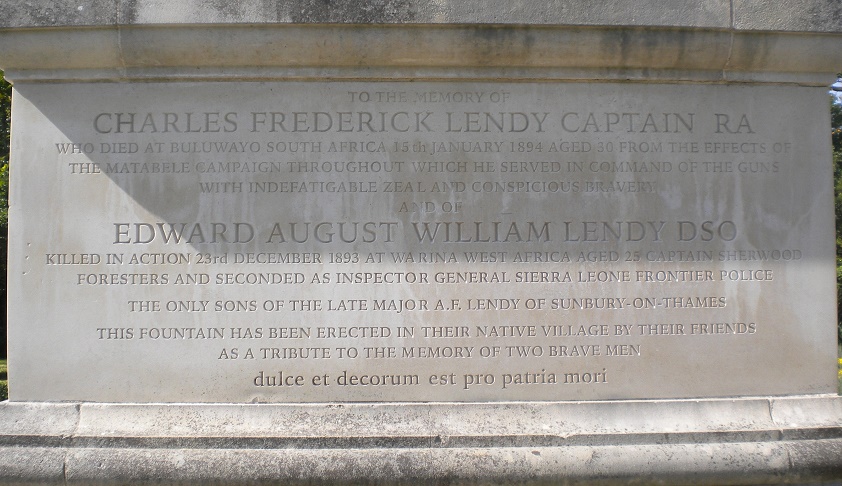 TO THE MEMORY OF
CHARLES FREDERICK LENDY CAPTAIN RA
WHO DIED AT BULUWAYO SOUTH AFRICA 15th JANUARY 1894 AGED 30 FROM THE EFFECTS OF
THE MATABELE CAMPAIGN THROUGHOUT WHICH HE SERVED IN COMMAND OF THE GUNS
WITH INDEFATIGABLE ZEAL AND CONSPICIOUS BRAVERY
AND OF
EDWARD AUGUST WILLIAM LENDY DSO
KILLED IN ACTION 23rd DECEMBER 1893 AT WARINA WEST AFRICA AGED 25 CAPTAIN SHERWOOD
FORESTERS AND SECONDED AS INSPECTOR GENERAL SIERRA LEONE FRONTIER POLICE
THE ONLY SONS OF THE LATE MAJOR A.F. LENDY OF SUNBURY-ON-THAMES
THIS FOUNTAIN HAS BEEN ERECTED IN THEIR NATIVE VILLAGE BY THEIR FRIENDS
AS A TRIBUTE TO THE MEMORY OF TWO BRAVE MEN
dulce et decorum est pro patria mori